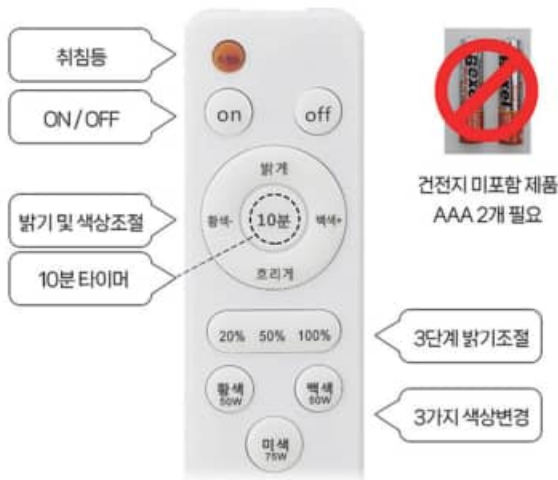 취침등
ON / OFF
on
off
밝게
밝기 및 색상조절
황색-
10분
백색+
10분 타이머
흐리게
건전지 미포함 제품
AAA 2개 필요
20% 50% 100%
3단계 밝기조절
황색
50W
백색
50W
3가지 색상변경
미색
75W